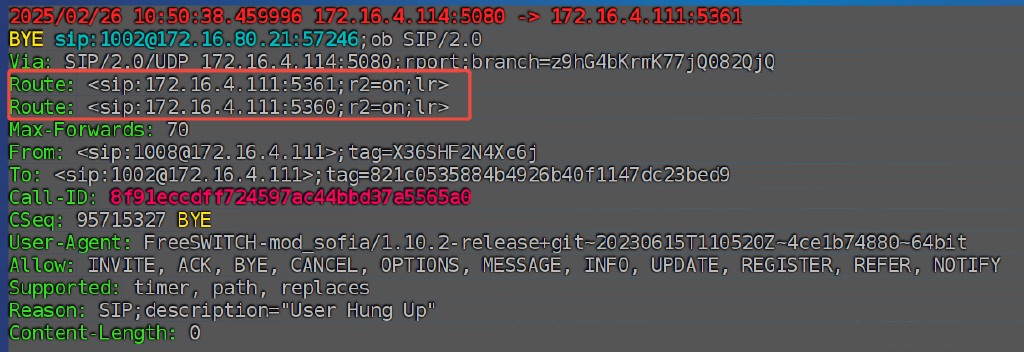 2025/02/26 10:50:38.459996 172.16.4.114:5080 -> 172.16.4.111:5361
BYE sip:1002@172.16.80.21:57246;ob SIP/2.0
Via: SIP/2.0/UDP 172.16.4.114:5080;rport;branch=z9hG4bKrmK77jQ082QjQ
Route: <sip:172.16.4.111:5361;r2=on;lr>
Route: <sip:172.16.4.111:5360;r2=on;lr>
Max-Forwards: 70
From: <sip:1008@172.16.4.111>;tag=X36SHF2N4Xc6j
To: <sip:1002@172.16.4.111>;tag=821c0535884b4926b40f1147dc23bed9
Call-ID: 8f91eccdff724597ac44bbd37a5565a0
CSeq: 95715327 BYE
User-Agent: FreeSWITCH-mod_sofia/1.10.2-release+git~20230615T110520Z~4ce1b74880~64bit
Allow: INVITE, ACK, BYE, CANCEL, OPTIONS, MESSAGE, INFO, UPDATE, REGISTER, REFER, NOTIFY
Supported: timer, path, replaces
Reason: SIP;description="User Hung Up"
Content-Length: 0